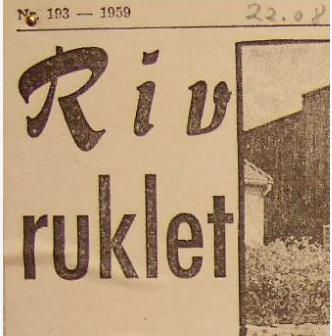 Nr. 193 — 1959
22.08
Riv
ruklet